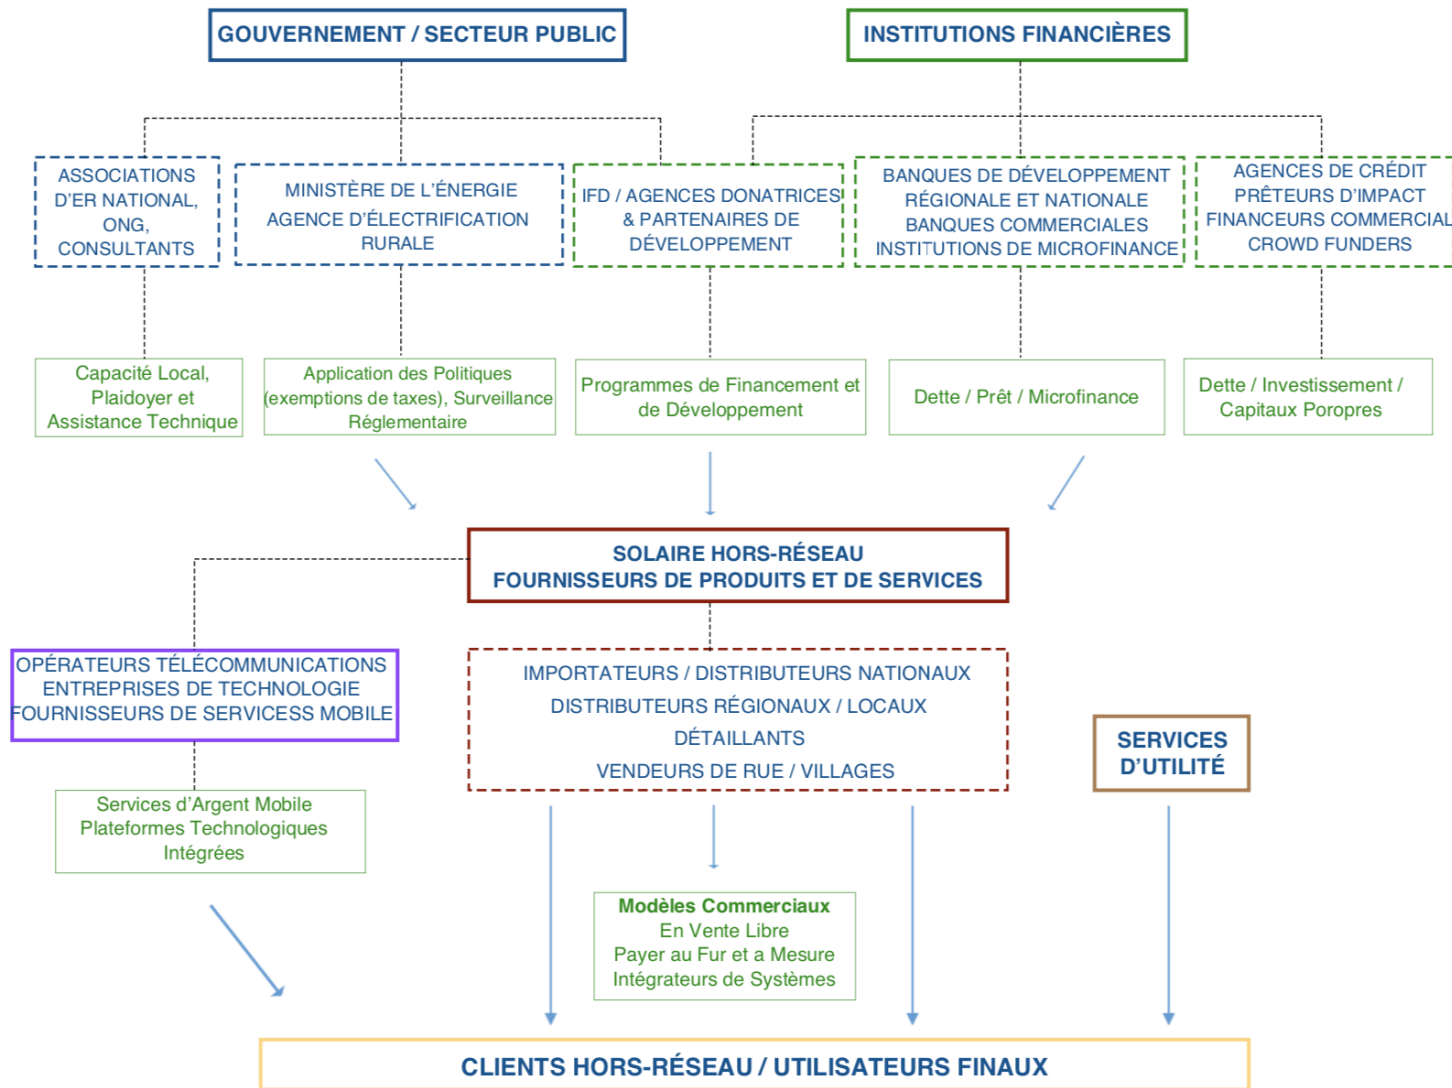 GOUVERNEMENT / SECTEUR PUBLIC
INSTITUTIONS FINANCIÈRES
ASSOCIATIONS
D'ER NATIONAL,
ONG,
CONSULTANTS
MINISTÈRE DE L'ÉNERGIE
AGENCE D'ÉLECTRIFICATION
RURALE
IFD / AGENCES DONATRICES
& PARTENAIRES DE
DÉVELOPPEMENT
BANQUES DE DÉVELOPPEMENT
RÉGIONALE ET NATIONALE
BANQUES COMMERCIALES
INSTITUTIONS DE MICROFINANCE
AGENCES DE CRÉDIT
PRÊTEURS D'IMPACT
FINANCEURS COMMERCIAL
CROWD FUNDERS
Capacité Local,
Plaidoyer et
Assistance Technique
Application des Politiques
(exemptions de taxes), Surveillance
Réglementaire
Programmes de Financement et
de Développement
Dette / Prêt / Microfinance
Dette / Investissement /
Capitaux Poropres
SOLAIRE HORS-RÉSEAU
FOURNISSEURS DE PRODUITS ET DE SERVICES
OPÉRATEURS TÉLÉCOMMUNICATIONS
ENTREPRISES DE TECHNOLOGIE
FOURNISSEURS DE SERVICESS MOBILE
IMPORTATEURS / DISTRIBUTEURS NATIONAUX
DISTRIBUTEURS RÉGIONAUX / LOCAUX
DÉTAILLANTS
VENDEURS DE RUE / VILLAGES
SERVICES
D'UTILITÉ
Services d'Argent Mobile
Plateformes Technologiques
Intégrées
Modèles Commerciaux
En Vente Libre
Payer au Fur et a Mesure
Intégrateurs de Systèmes
CLIENTS HORS-RÉSEAU / UTILISATEURS FINAUX